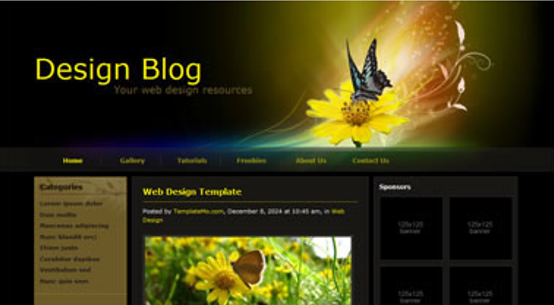 Design Blog
Your web design resources
Home Gallery Tutorials Freebies About Us Contact Us
Categories
Lorem ipsum dolor
Duis mollis
Maecenas adipiscing
Nunc blandit orci
Etiam justo
Curabitur dapibus
Vestibulum sed
Nunc quis sem
Web Design Template
Posted by TemplateMo.com, December 8, 2024 at 10:45 am, in Web
Design
Sponsors
125x125
banner
125x125
banner
125x125
banner
125x125
banner